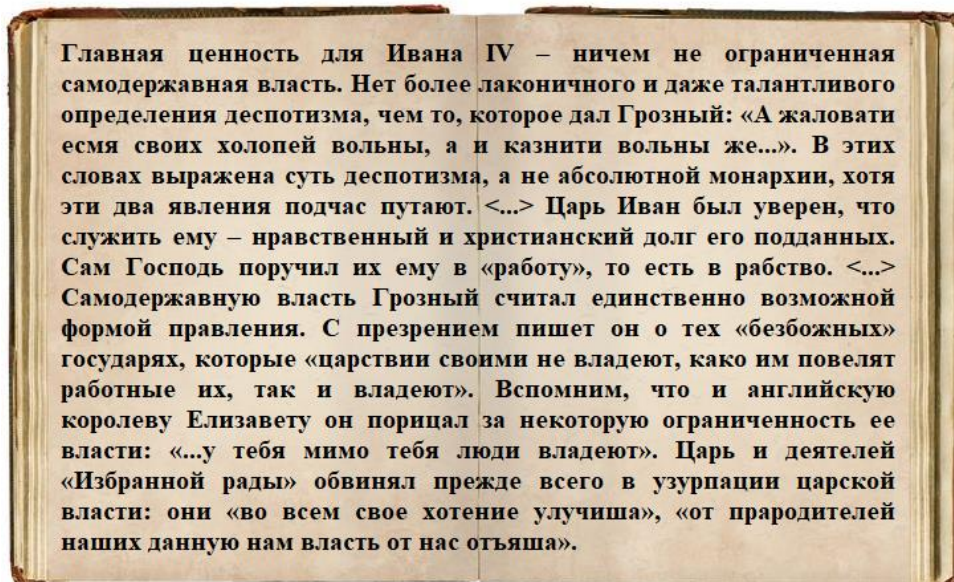 Главная ценность для Ивана IV – ничем не ограниченная
самодержавная власть. Нет более лаконичного и даже талантливого
определения деспотизма, чем то, которое дал Грозный: «А жаловати
есмя своих холопей вольны, а и казнити вольны же...». В этих
словах выражена суть деспотизма, а не абсолютной монархии, хотя
эти два явления подчас путают. <...> Царь Иван был уверен, что
служить ему – нравственный и христианский долг его подданных.
Сам Господь поручил их ему в «работу», то есть в рабство. <...>
Самодержавную власть Грозный считал единственно возможной
формой правления. С презрением пишет он о тех «безбожных»
государях, которые «царствии своими не владеют, како им повелят
работные их, так и владеют». Вспомним, что и английскую
королеву Елизавету он порицал за некоторую ограниченность ее
власти: «...у тебя мимо тебя люди владеют». Царь и деятелей
«Избранной рады» обвинял прежде всего в узурпации царской
власти: они «во всем свое хотение улучиша», «от прародителей
наших данную нам власть от нас отъяша».